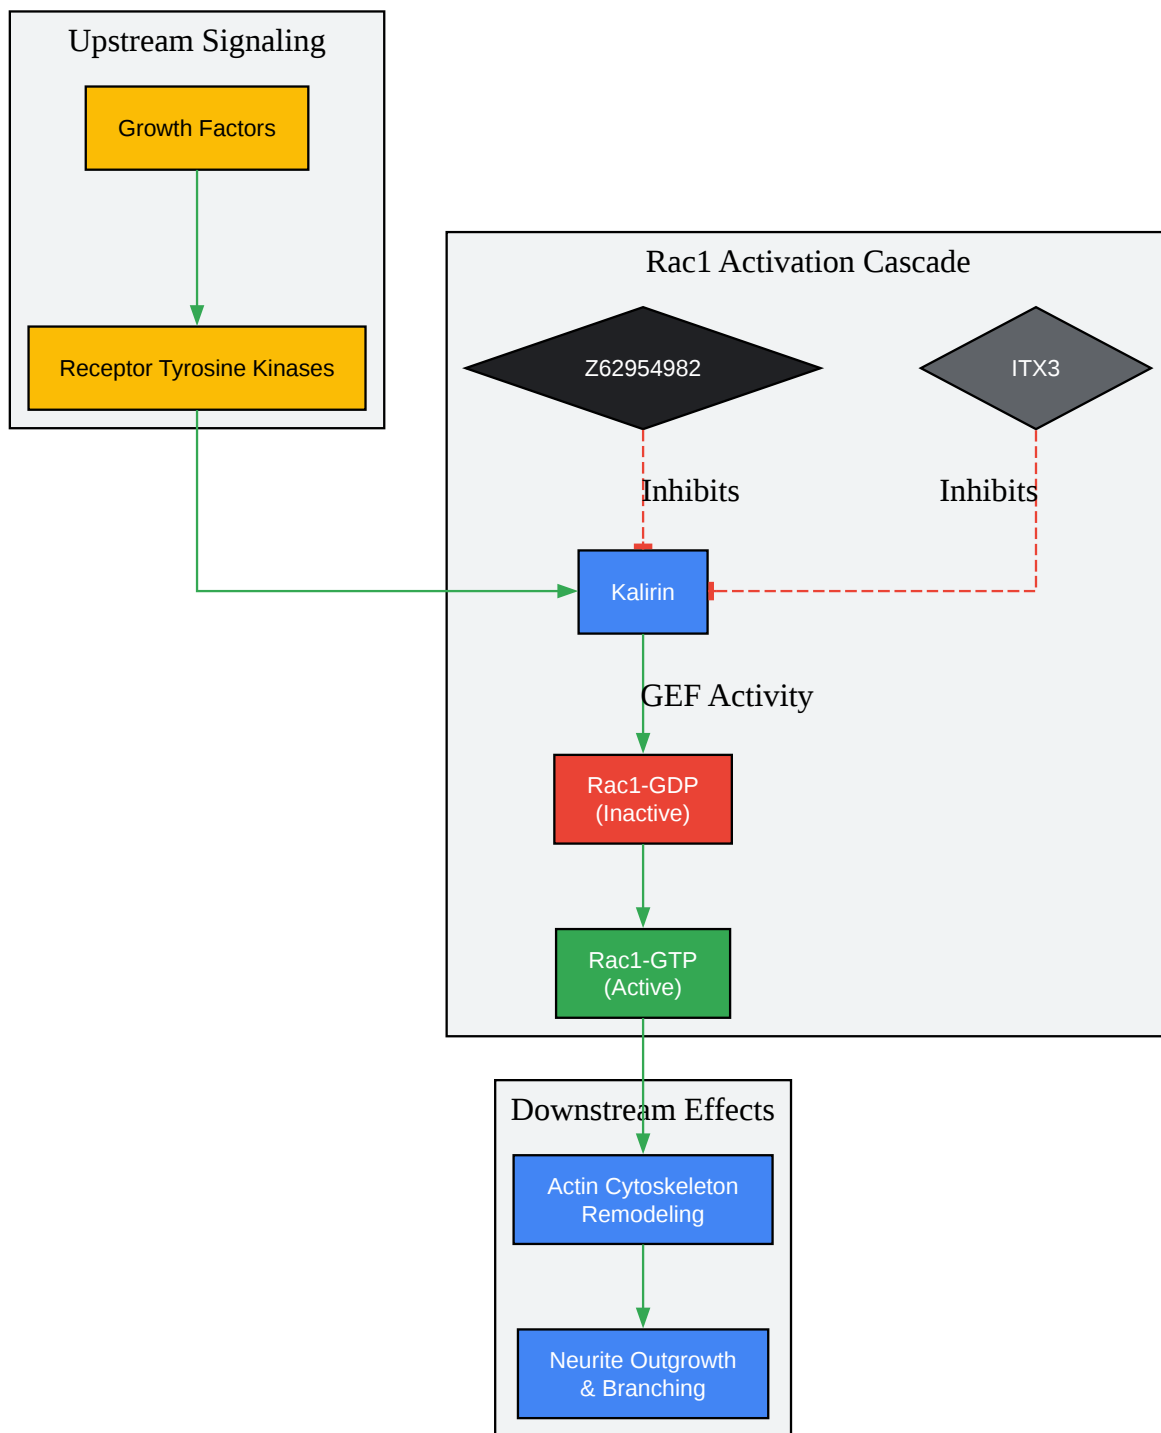 Upstream Signaling
Growth Factors
Receptor Tyrosine Kinases
Rac1 Activation Cascade
Z62954982
ITX3
Inhibits
Inhibits
Kalirin
GEF Activity
Rac1-GDP
(Inactive)
Rac1-GTP
(Active)
Downstream Effects
Actin Cytoskeleton
Remodeling
Neurite Outgrowth
& Branching